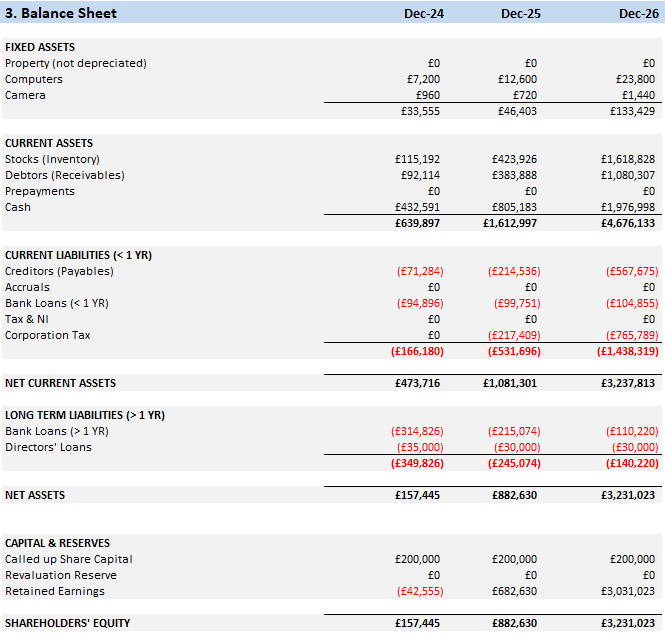 3. Balance Sheet Dec-24 Dec-25 Dec-26
FIXED ASSETS
Property (not depreciated) £0 £0 £0
Computers £7,200 £12,600 £23,800
Camera £960 £720 £1,440
£33,555 £46,403 £133,429
CURRENT ASSETS
Stocks (Inventory) £115,192 £423,926 £1,618,828
Debtors (Receivables) £92,114 £383,888 £1,080,307
Prepayments £0 £0 £0
Cash £432,591 £805,183 £1,976,998
£639,897 £1,612,997 £4,676,133
CURRENT LIABILITIES (< 1 YR)
Creditors (Payables) (£71,284) (£214,536) (£567,675)
Accruals £0 £0 £0
Bank Loans (< 1 YR) (£94,896) (£99,751) (£104,855)
Tax & NI £0 £0 £0
Corporation Tax £0 (£217,409) (£765,789)
(£166,180) (£531,696) (£1,438,319)
NET CURRENT ASSETS £473,716 £1,081,301 £3,237,813
LONG TERM LIABILITIES (> 1 YR)
Bank Loans (> 1 YR) (£314,826) (£215,074) (£110,220)
Directors' Loans (£35,000) (£30,000) (£30,000)
(£349,826) (£245,074) (£140,220)
NET ASSETS £157,445 £882,630 £3,231,023
CAPITAL & RESERVES
Called up Share Capital £200,000 £200,000 £200,000
Revaluation Reserve £0 £0 £0
Retained Earnings (£42,555) £682,630 £3,031,023
SHAREHOLDERS' EQUITY £157,445 £882,630 £3,231,023